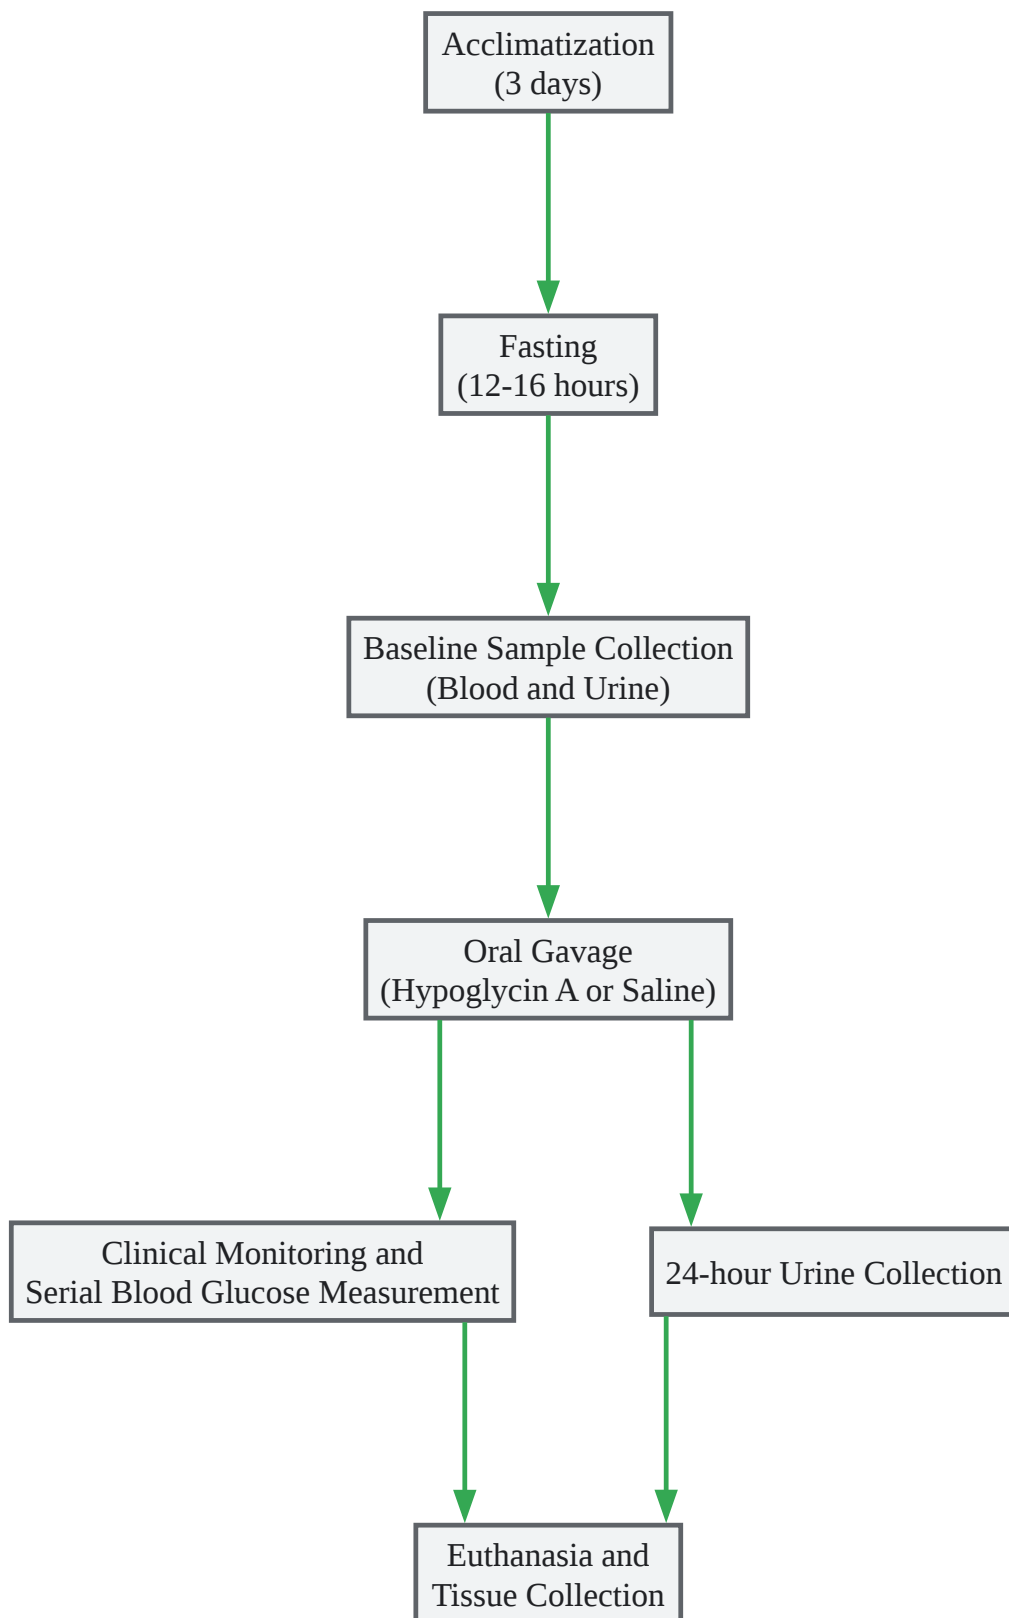 Acclimatization
(3 days)
Fasting
(12-16 hours)
Baseline Sample Collection
(Blood and Urine)
Oral Gavage
(Hypoglycin A or Saline)
Clinical Monitoring and
Serial Blood Glucose Measurement
24-hour Urine Collection
Euthanasia and
Tissue Collection